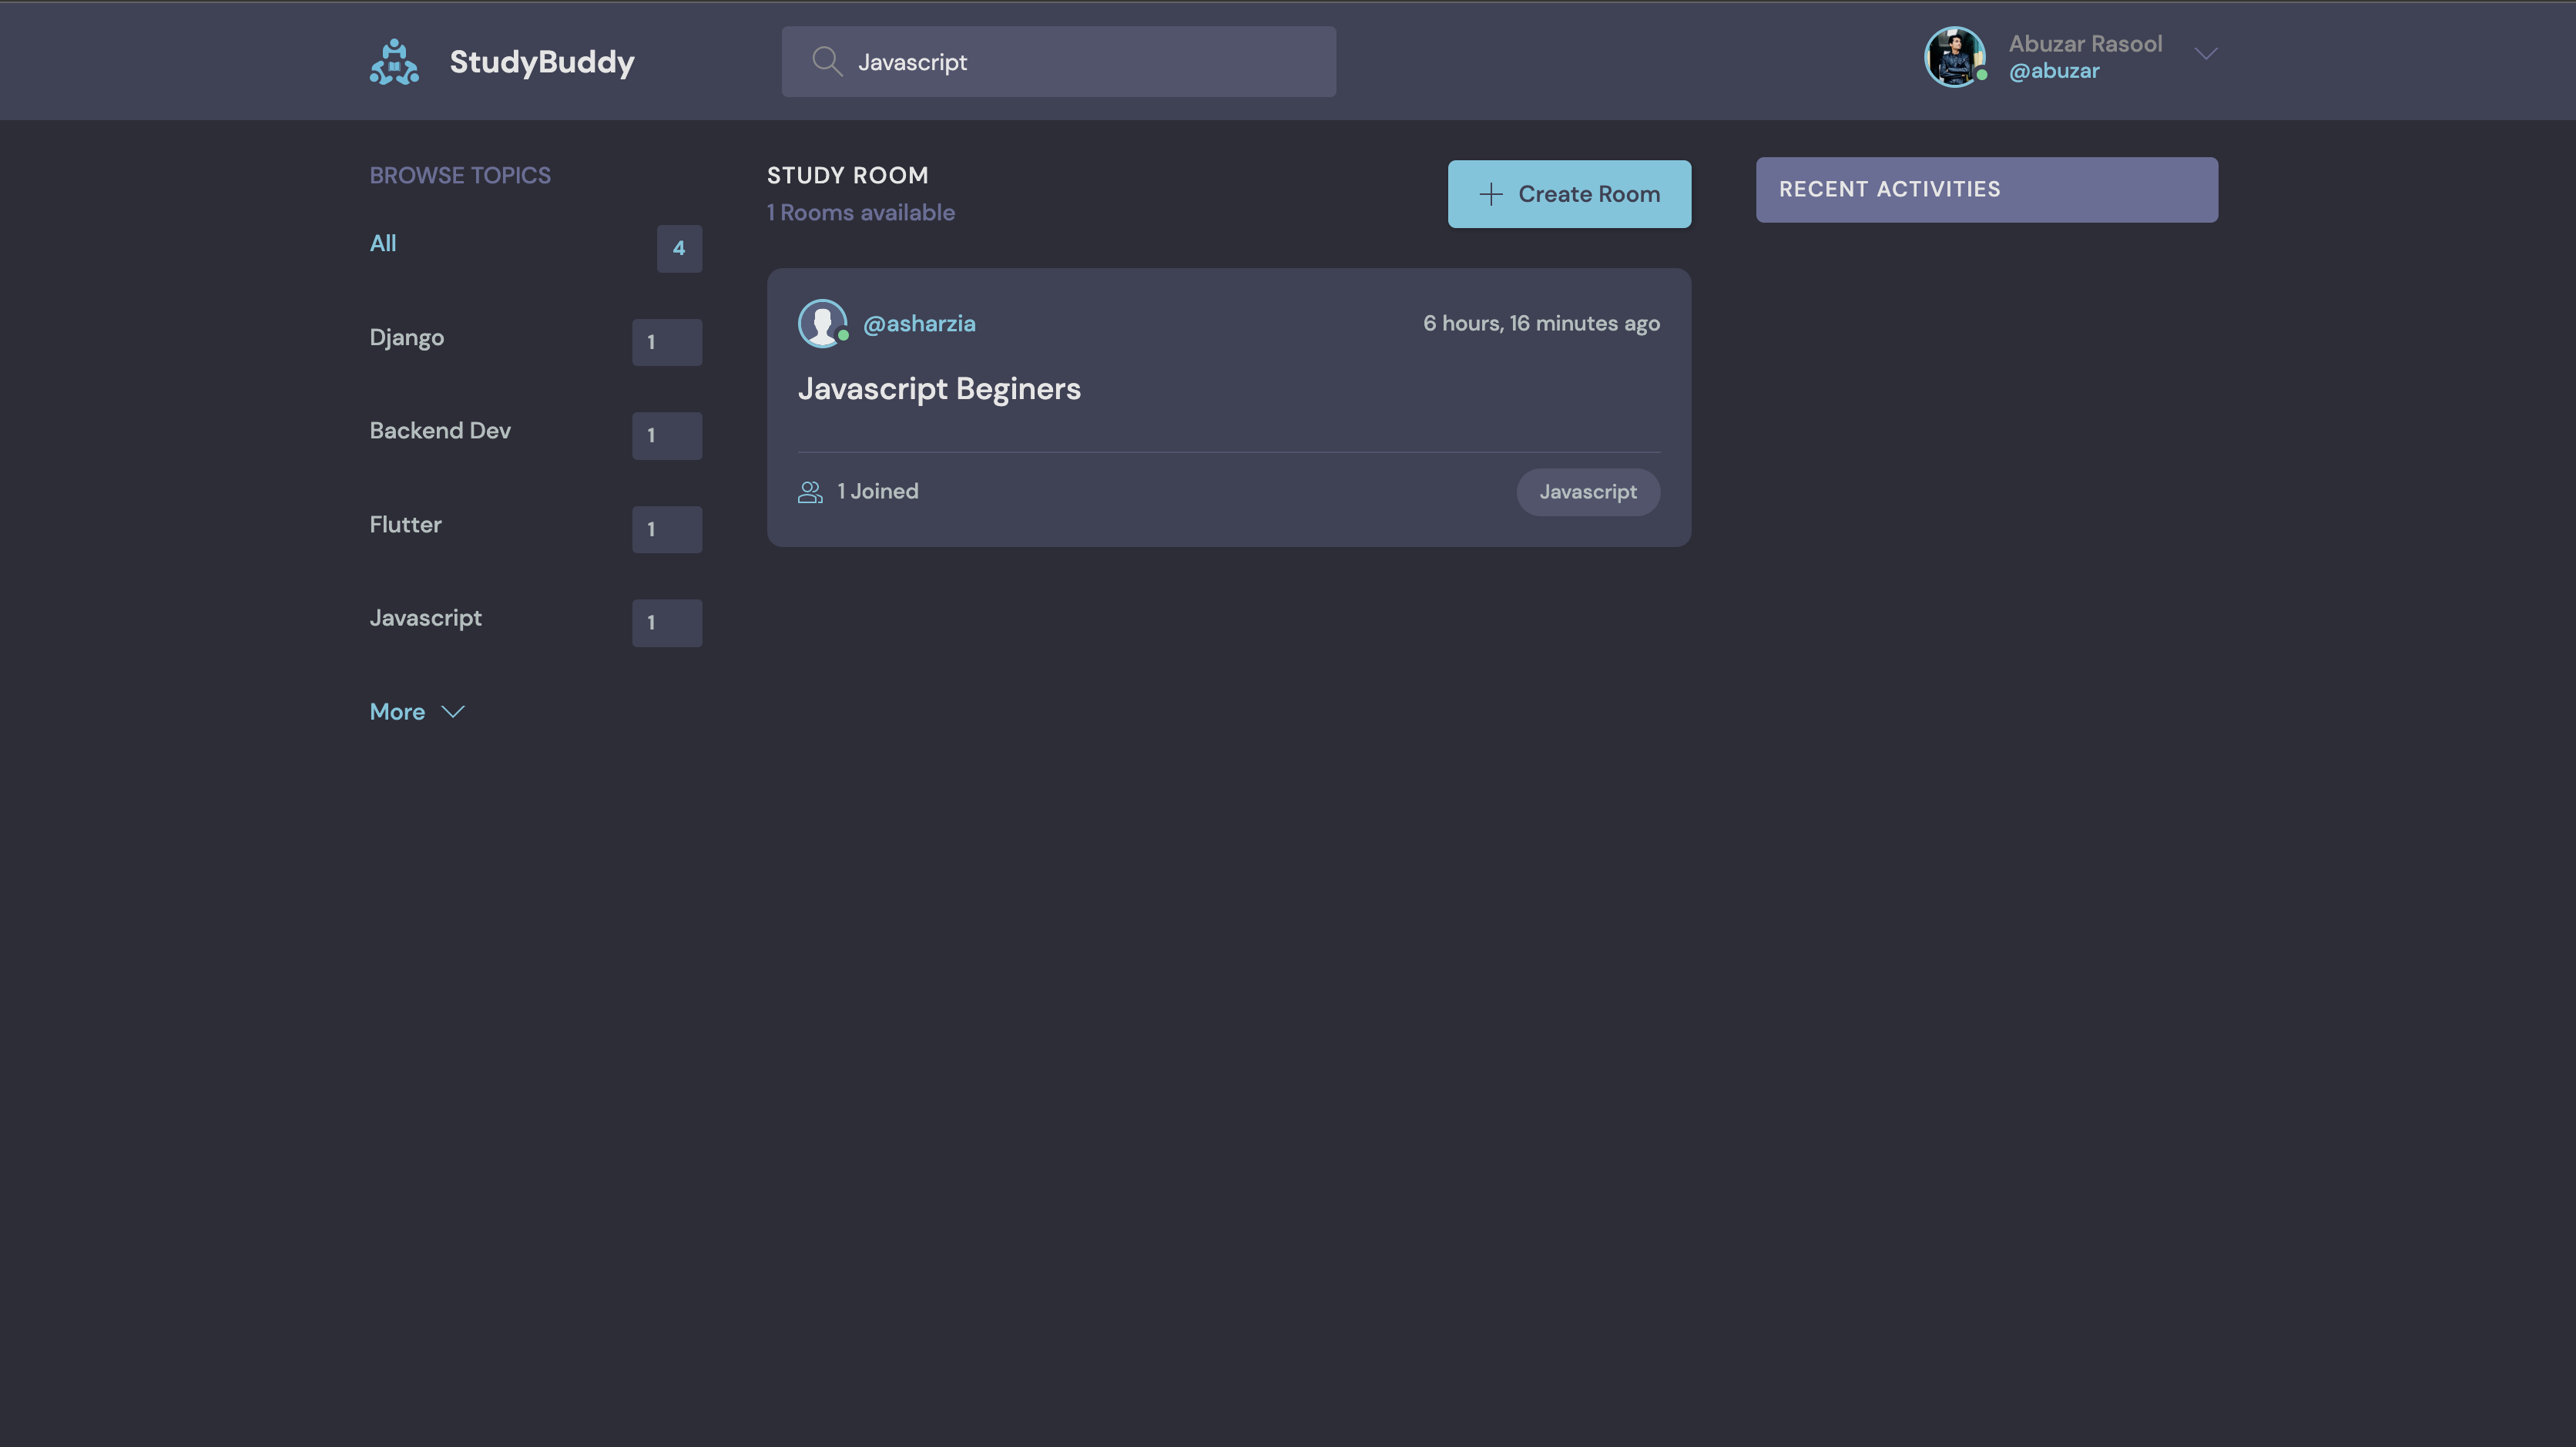 StudyBuddy
Javascript
Abuzar Rasool
@abuzar
BROWSE TOPICS
All 4
Django 1
Backend Dev 1
Flutter 1
Javascript 1
More
STUDY ROOM
1 Rooms available
Create Room
@asharzia 6 hours, 16 minutes ago
Javascript Beginers
1 Joined Javascript
RECENT ACTIVITIES